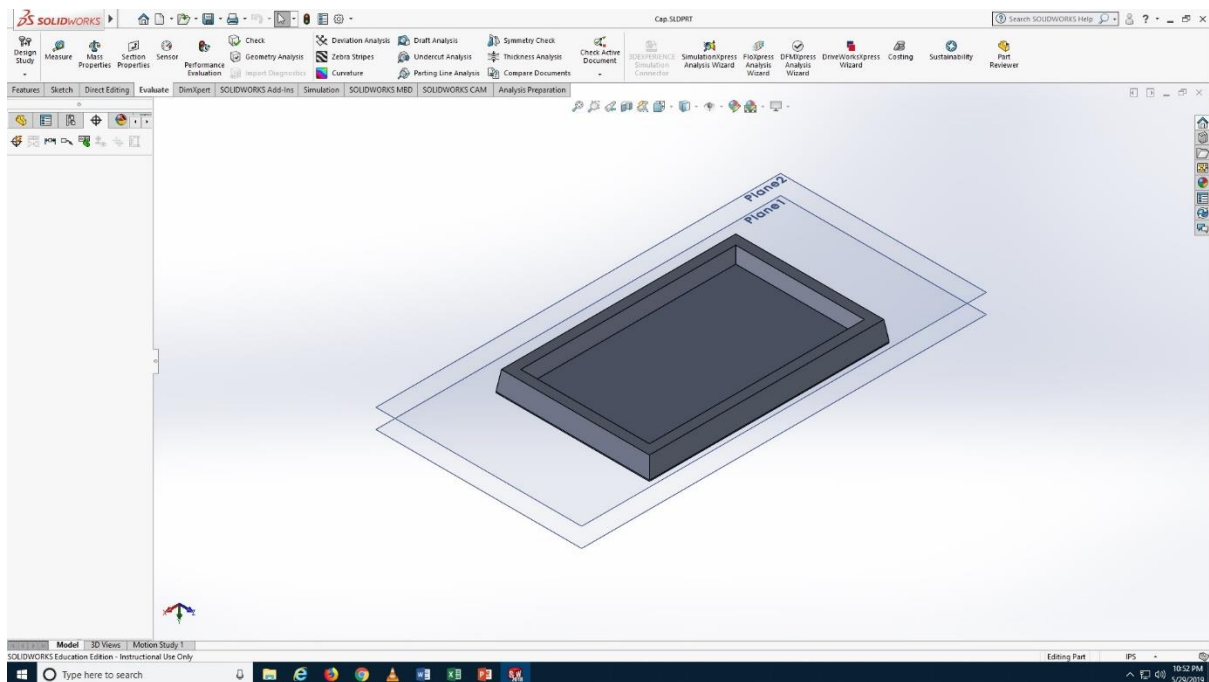 SOLIDWORKS
Cap.SLDPRT
Search SOLIDWORKS Help
Design Study
Measure
Mass Properties
Section Properties
Sensor
Performance Evaluation
Check
Geometry Analysis
Import Diagnostics
Deviation Analysis
Zebra Stripes
Curvature
Draft Analysis
Undercut Analysis
Parting Line Analysis
Symmetry Check
Thickness Analysis
Compare Documents
Check Active Document
3DEXPERIENCE Simulation Connector
SimulationXpress Analysis Wizard
FloXpress Analysis Wizard
DFMXpress Analysis Wizard
DriveWorksXpress Wizard
Costing
Sustainability
Part Reviewer
Features Sketch Direct Editing Evaluate DimXpert SOLIDWORKS Add-Ins Simulation SOLIDWORKS MBD SOLIDWORKS CAM Analysis Preparation
Plane2
Plane1
Model 3D Views Motion Study 1
SOLIDWORKS Education Edition - Instructional Use Only
Editing Part IPS
Type here to search
10:52 PM
5/29/2019